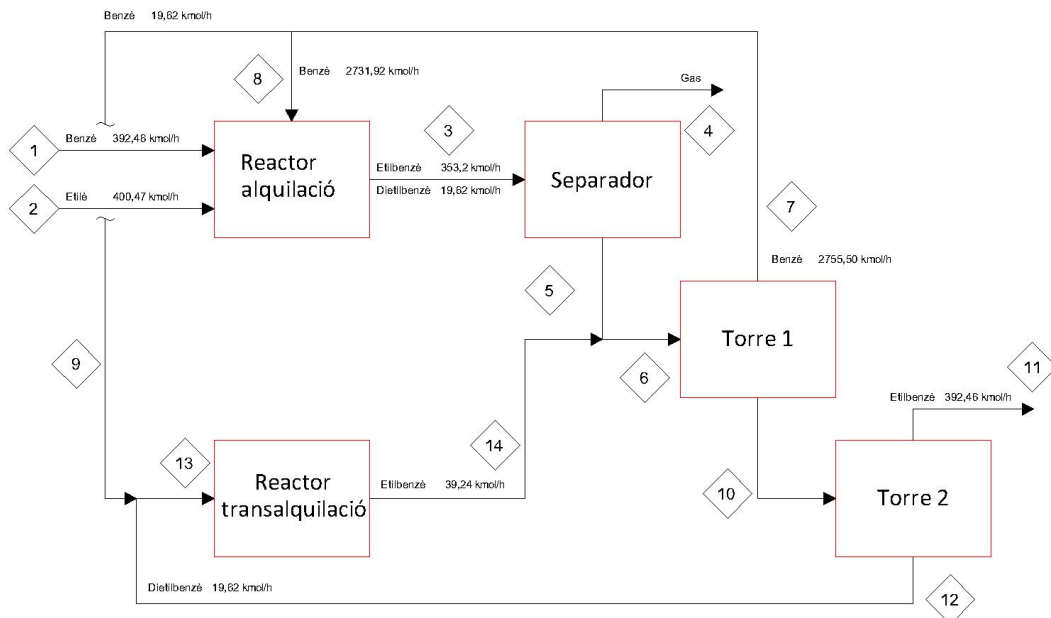 Benzè 19,62 kmol/h
8
Benzè 2731,92 kmol/h
Gas
4
1
Benzè 392,46 kmol/h
2
Etilè 400,47 kmol/h
Reactor
alquilació
3
Etilbenzè 353,2 kmol/h
Dietilbenzè 19,62 kmol/h
Separador
7
Benzè 2755,50 kmol/h
5
9
6
Torre 1
11
Etilbenzè 392,46 kmol/h
13
Reactor
transalquilació
14
Etilbenzè 39,24 kmol/h
10
Torre 2
Dietilbenzè 19,62 kmol/h
12